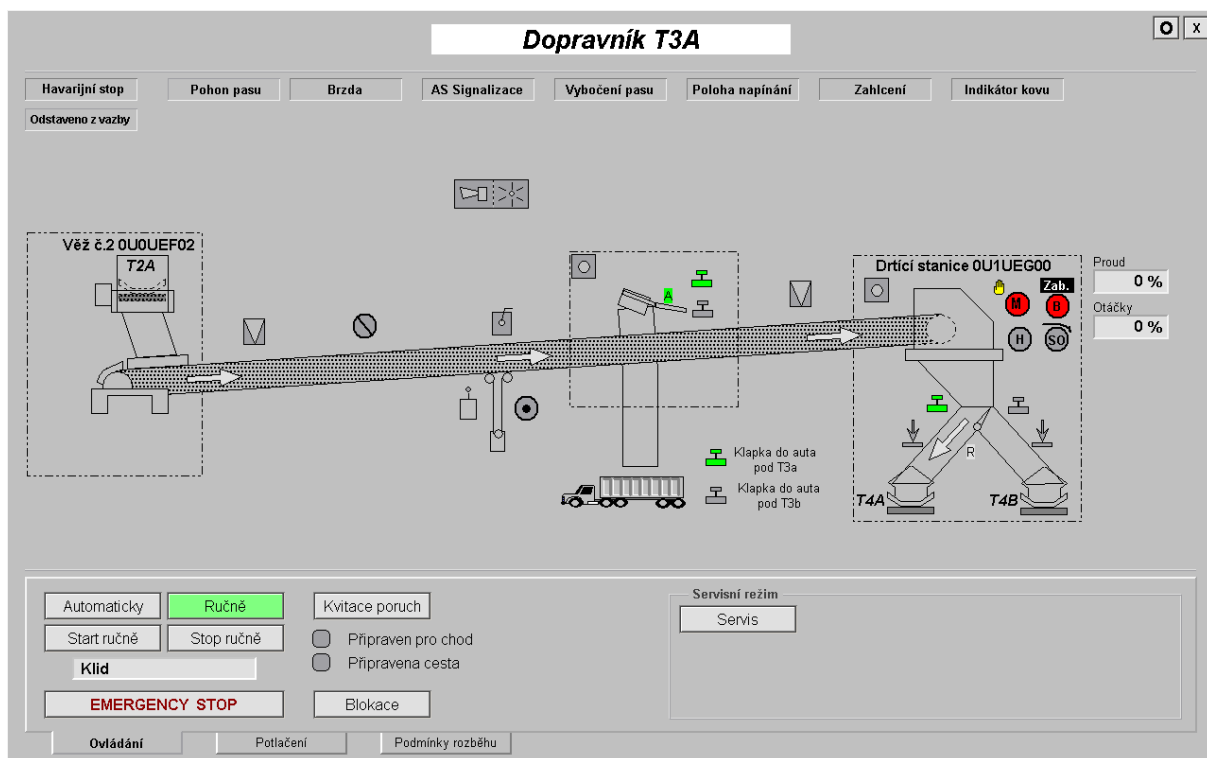 Dopravník T3A
O
X
Havarijní stop
Pohon pasu
Brzda
AS Signalizace
Vybočení pasu
Poloha napínání
Zahlcení
Indikátor kovu
Odstaveno z vazby
Věž č.2 0U0UEF02
T2A
A
Drtící stanice 0U1UEG00
Zab.
M
B
H
SO
Proud
0 %
Otáčky
0 %
R
Klapka do auta
pod T3a
Klapka do auta
pod T3b
T4A
T4B
Automaticky
Ručně
Kvitace poruch
Start ručně
Stop ručně
Připraven pro chod
Klid
Připravena cesta
EMERGENCY STOP
Blokace
Servisní režim
Servis
Ovládání
Potlačení
Podmínky rozběhu